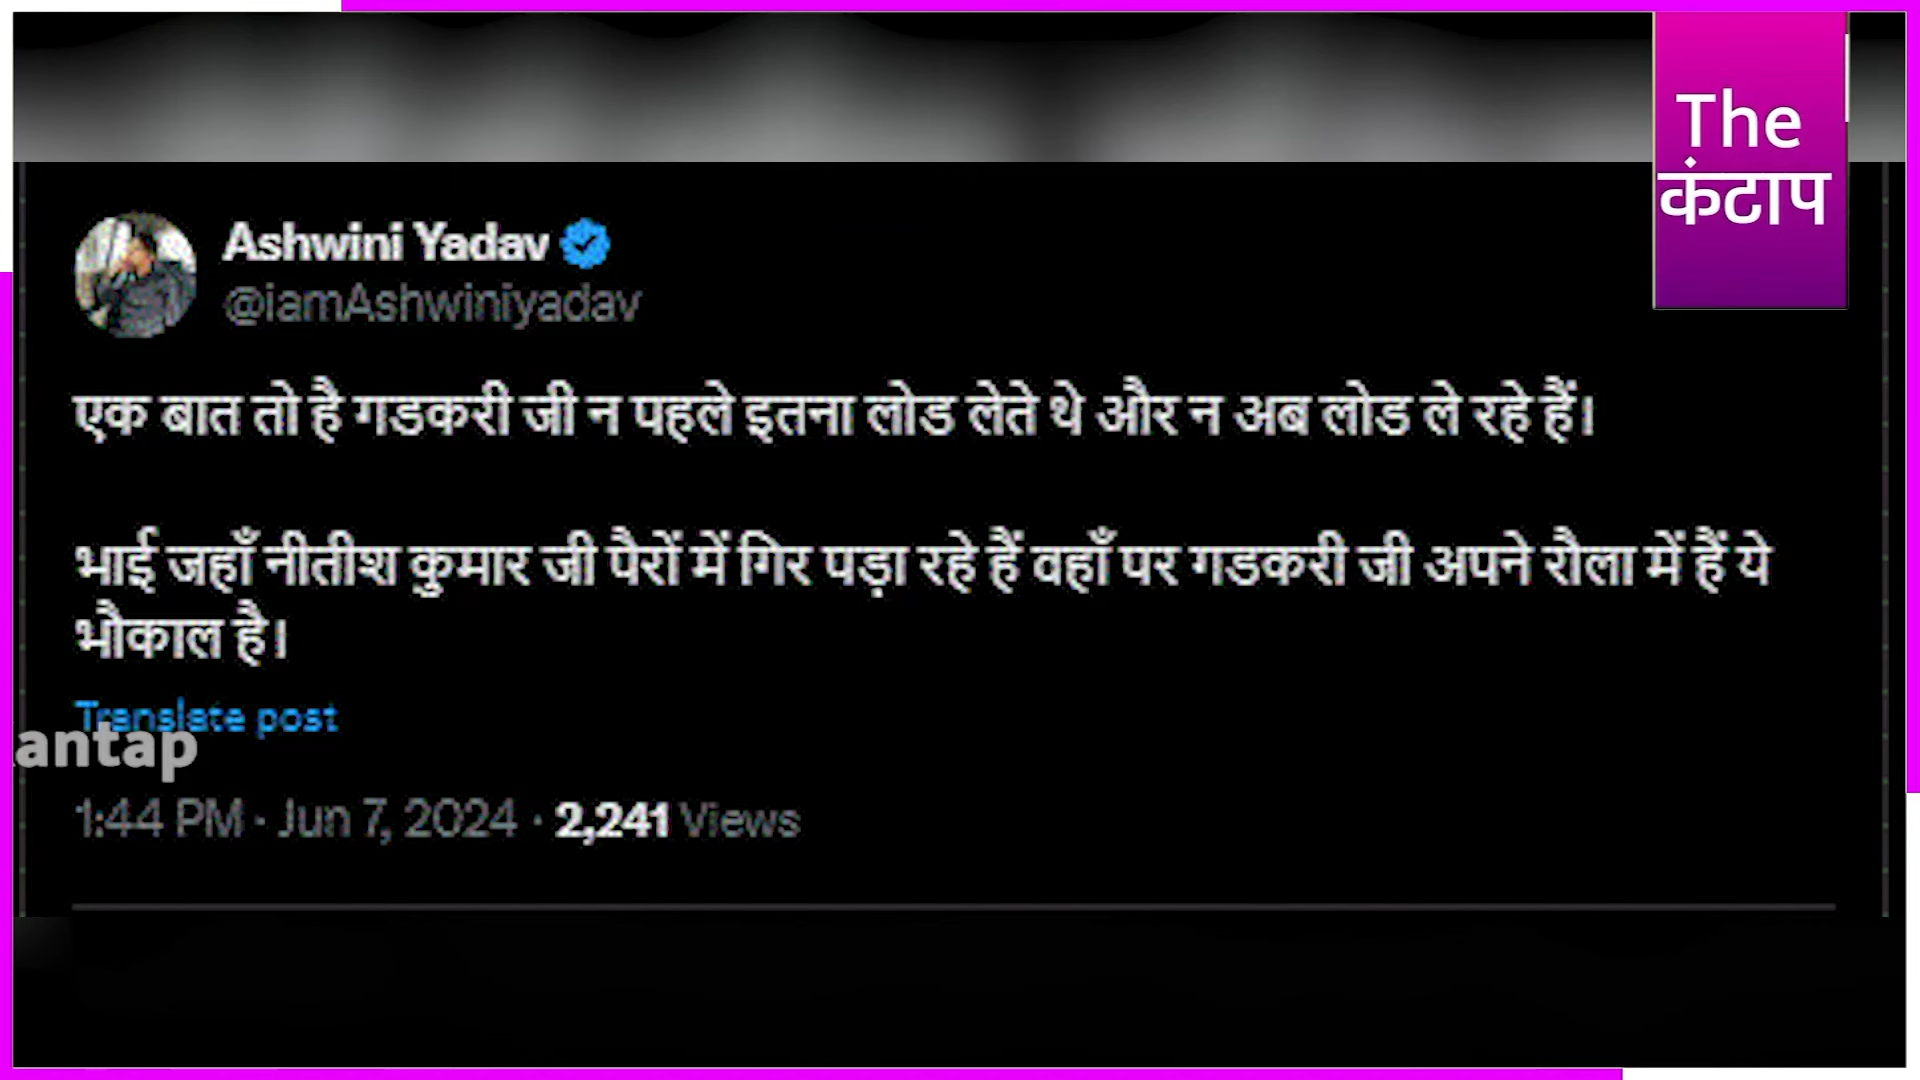 The
कंटाप
Ashwini Yadav
@iamAshwiniyadav
एक बात तो है गडकरी जी न पहले इतना लोड लेते थे और न अब लोड ले रहे हैं।
भाई जहाँ नीतीश कुमार जी पैरों में गिर पड़ा रहे हैं वहाँ पर गडकरी जी अपने रौला में हैं ये
भौकाल है।
Translate post
antap
1:44 PM · Jun 7, 2024 · 2,241 Views